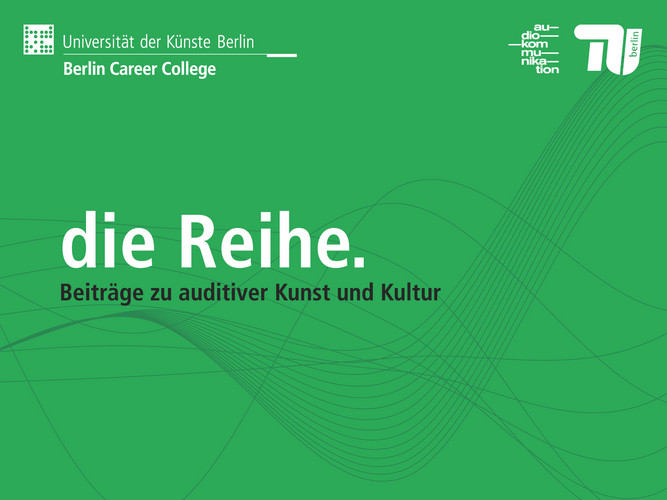 Universität der Künste Berlin
Berlin Career College
au–
dio–
–kom
mu–
nika–
tion
TU
berlin
die Reihe.
Beiträge zu auditiver Kunst und Kultur